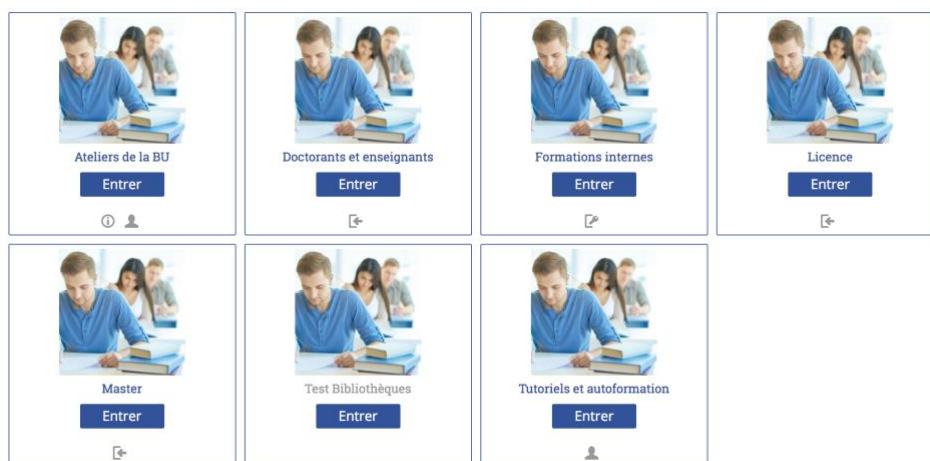 Ateliers de la BU
Entrer
Doctorants et enseignants
Entrer
Formations internes
Entrer
Licence
Entrer
Master
Entrer
Test Bibliothèques
Entrer
Tutoriels et autoformation
Entrer